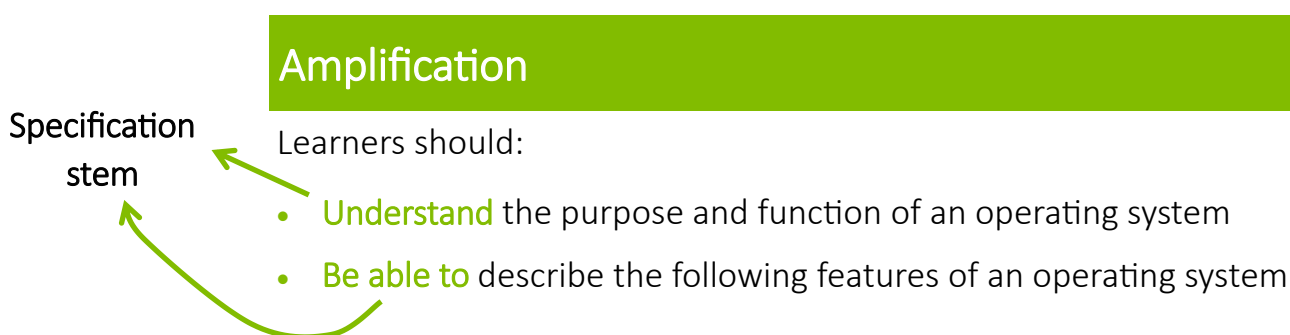 Amplification
Specification
stem
Learners should:
• Understand the purpose and function of an operating system
• Be able to describe the following features of an operating system